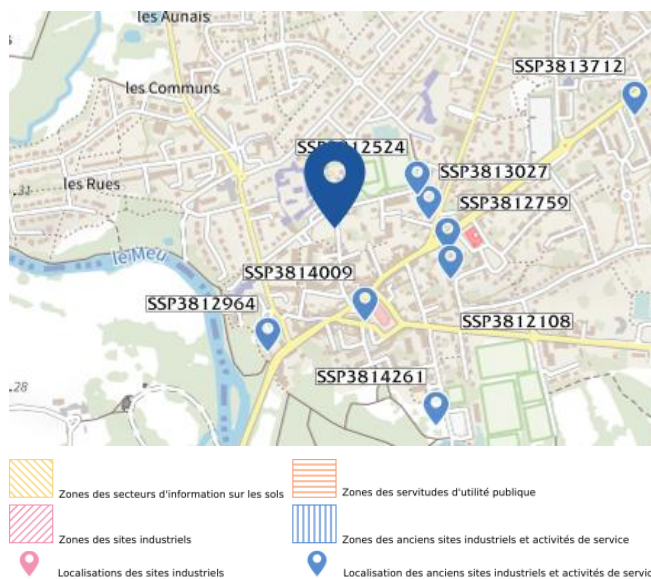 les Aunais
SSP3813712
les Communs
SSP3812524
SSP3813027
les Rues
31
SSP3812759
le Meu
SSP3814009
SSP3812964
SSP3812108
SSP3814261
28
Zones des secteurs d'information sur les sols
Zones des servitudes d'utilité publique
Zones des sites industriels
Zones des anciens sites industriels et activités de service
Localisations des sites industriels
Localisation des anciens sites industriels et activités de servic